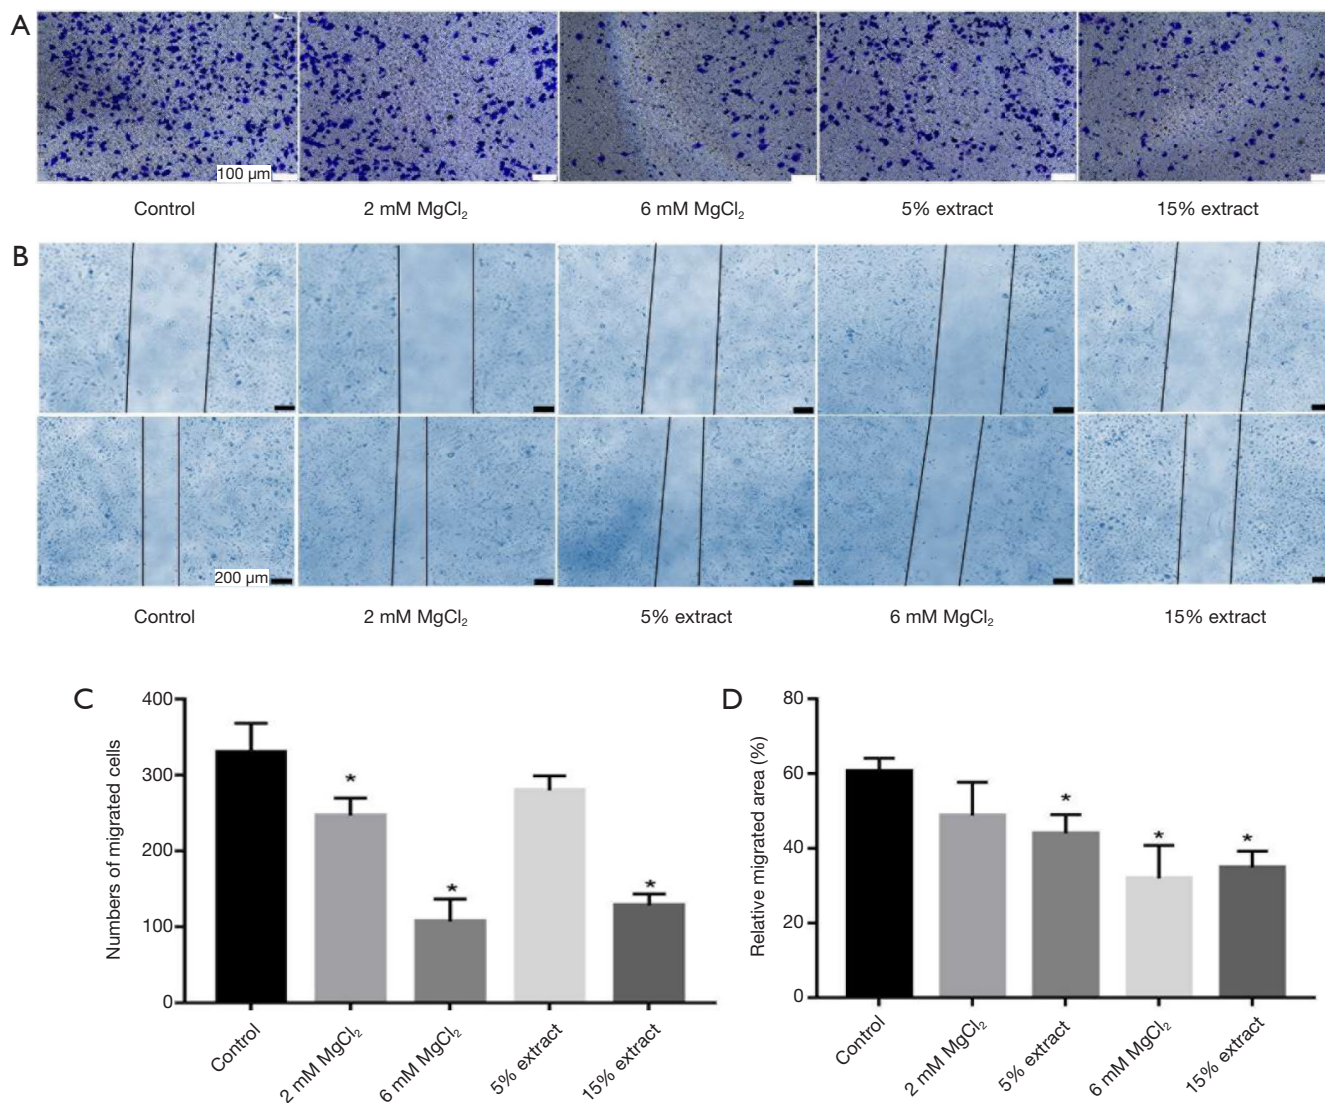 A
100 µm
Control
2 mM MgCl₂
6 mM MgCl₂
5% extract
15% extract
B
200 µm
Control
2 mM MgCl₂
5% extract
6 mM MgCl₂
15% extract
C
Numbers of migrated cells
400
300
200
100
0
*
*
*
Control
2 mM MgCl₂
6 mM MgCl₂
5% extract
15% extract
D
Relative migrated area (%)
80
60
40
20
0
*
*
*
Control
2 mM MgCl₂
5% extract
6 mM MgCl₂
15% extract